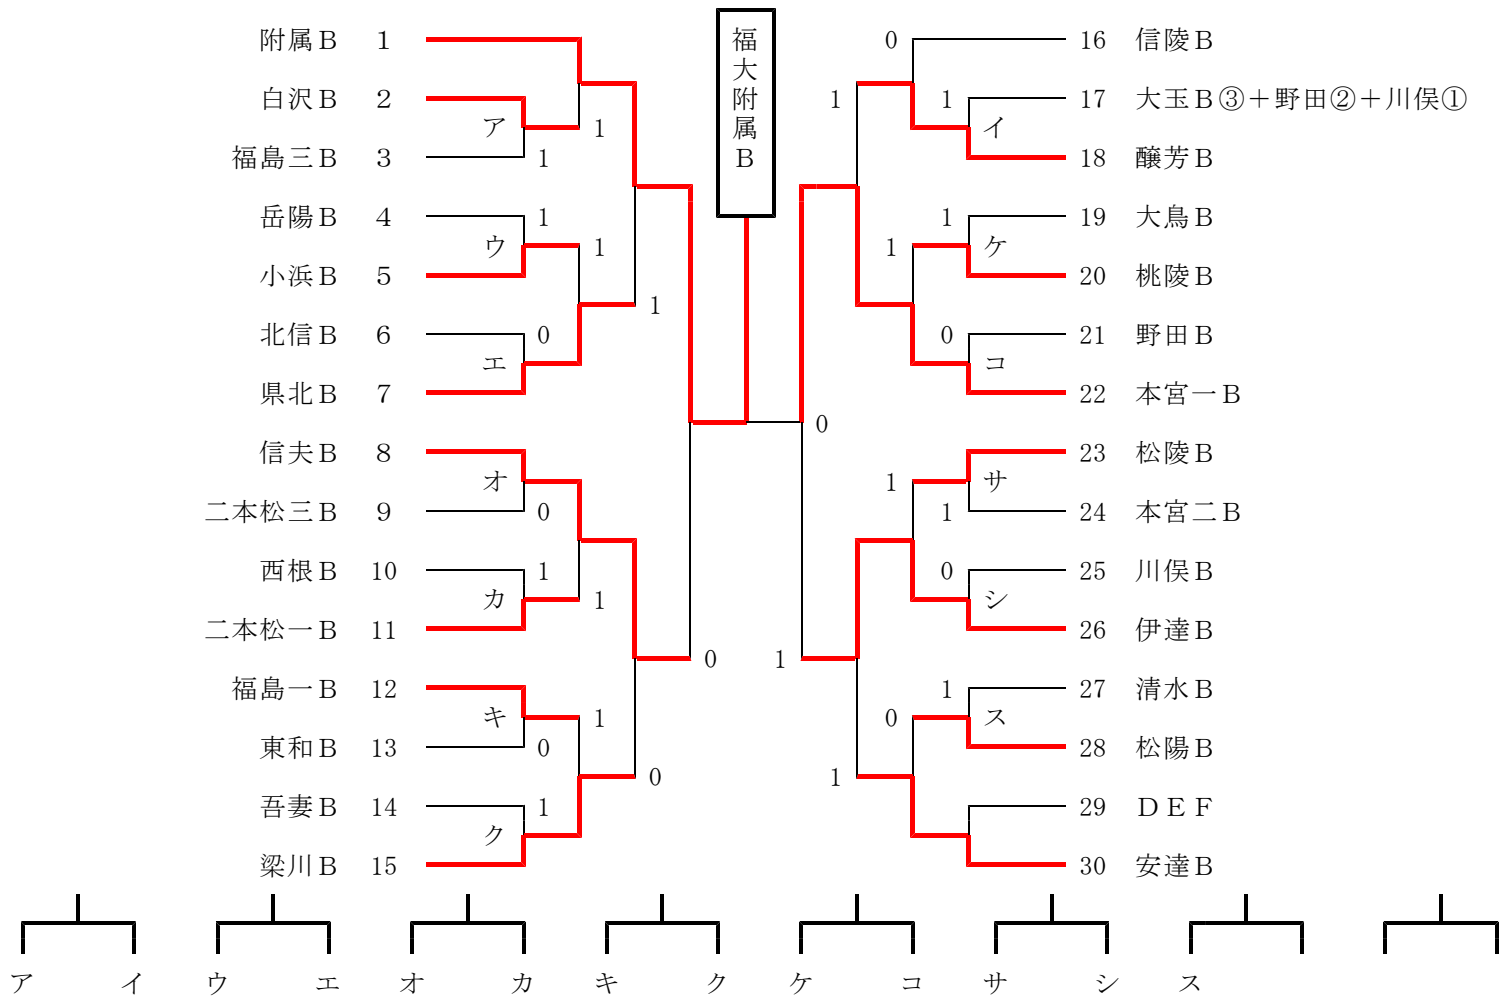 福大附属B
附属B 1
白沢B 2
ア
1
福島三B 3
1
岳陽B 4
1
ウ
1
小浜B 5
1
北信B 6
0
エ
県北B 7
信夫B 8
オ
二本松三B 9
0
西根B 10
1
カ
1
二本松一B 11
0
福島一B 12
キ
1
東和B 13
0
0
吾妻B 14
1
ク
梁川B 15
0
16 信陵B
1
1
17 大玉B③+野田②+川俣①
イ
18 醸芳B
1
19 大鳥B
1
ケ
20 桃陵B
0
21 野田B
コ
22 本宮一B
0
23 松陵B
1
サ
1
24 本宮二B
0
25 川俣B
シ
26 伊達B
1
1
27 清水B
0
ス
28 松陽B
1
29 DEF
30 安達B
ア イ ウ エ オ カ キ ク ケ コ サ シ ス